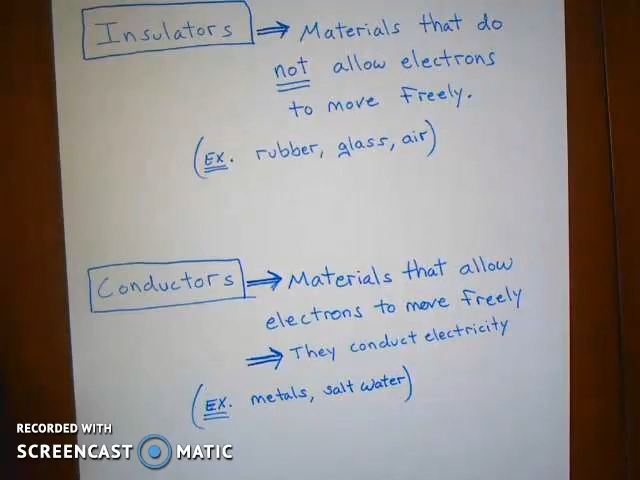 Insulators ⇒ Materials that do
not allow electrons
to move freely.
(EX. rubber, glass, air)
Conductors ⇒ Materials that allow
electrons to move freely
⇒ They conduct electricity
(EX. metals, salt water)
RECORDED WITH
SCREENCAST MATIC